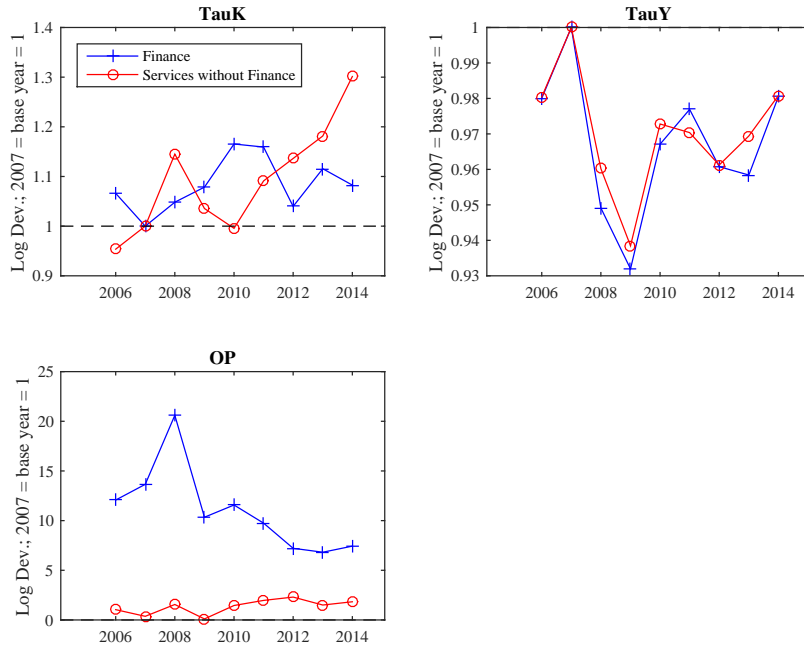 TauK
Log Dev.; 2007 = base year = 1
1.4
1.3
1.2
1.1
1
0.9
2006 2008 2010 2012 2014
Finance
Services without Finance
TauY
Log Dev.; 2007 = base year = 1
1
0.99
0.98
0.97
0.96
0.95
0.94
0.93
2006 2008 2010 2012 2014
OP
Log Dev.; 2007 = base year = 1
25
20
15
10
5
0
2006 2008 2010 2012 2014